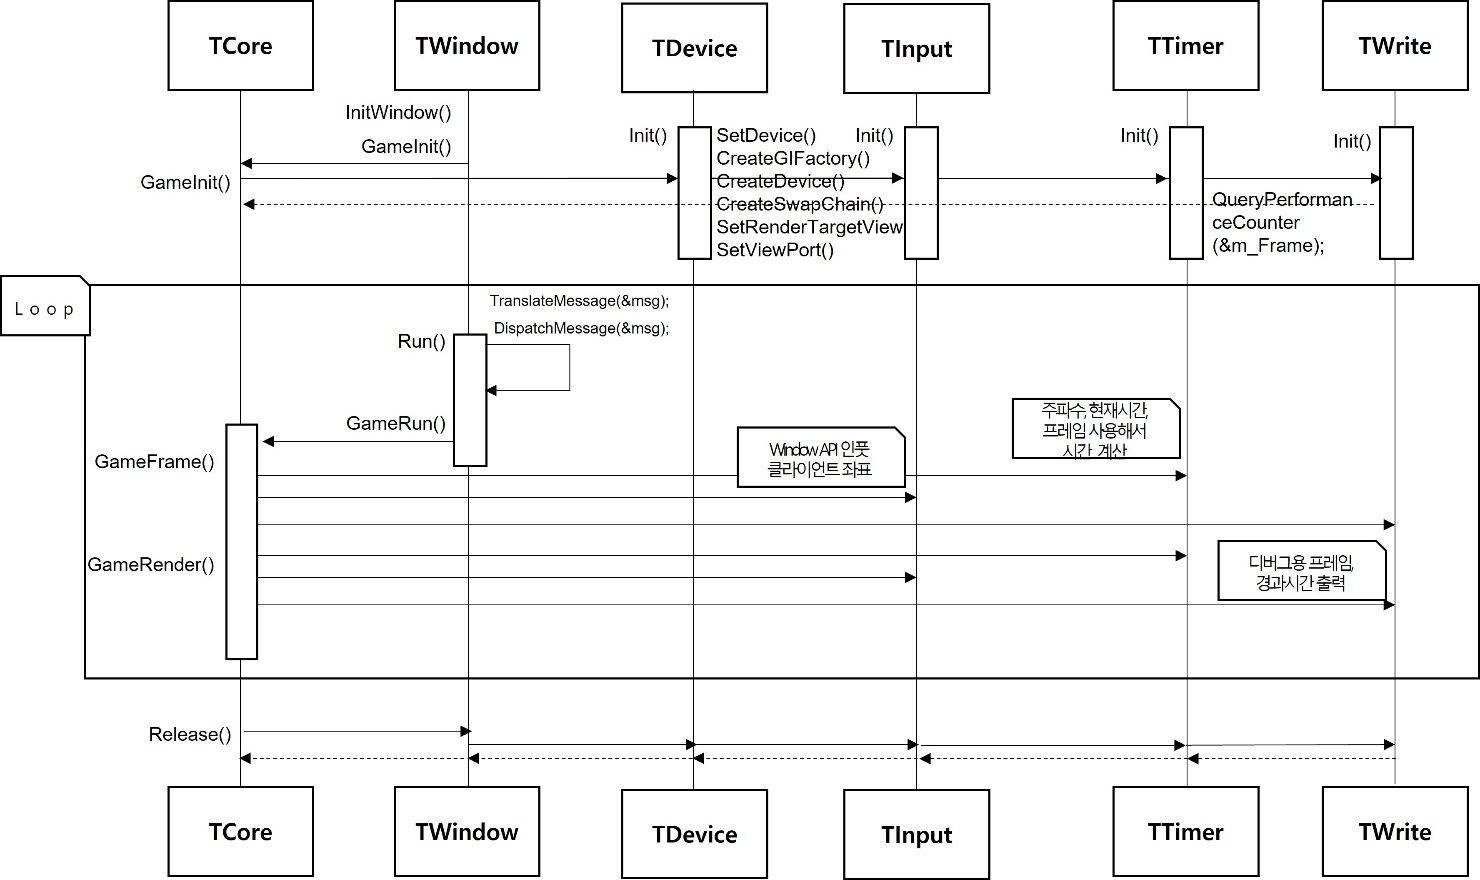 TCore
TWindow
TDevice
TInput
TTimer
TWrite
InitWindow()
GameInit()
GameInit()
Init()
SetDevice()
CreateGIFactory()
CreateDevice()
CreateSwapChain()
SetRenderTargetView
SetViewPort()
Init()
Init()
QueryPerforman
ceCounter
(&m_Frame);
Init()
Loop
TranslateMessage(&msg);
DispatchMessage(&msg);
Run()
GameRun()
GameFrame()
Window API 인풋
클라이언트 좌표
주파수, 현재시간,
프레임 사용해서
시간 계산
GameRender()
디버그용 프레임,
경과시간 출력
Release()
TCore
TWindow
TDevice
TInput
TTimer
TWrite